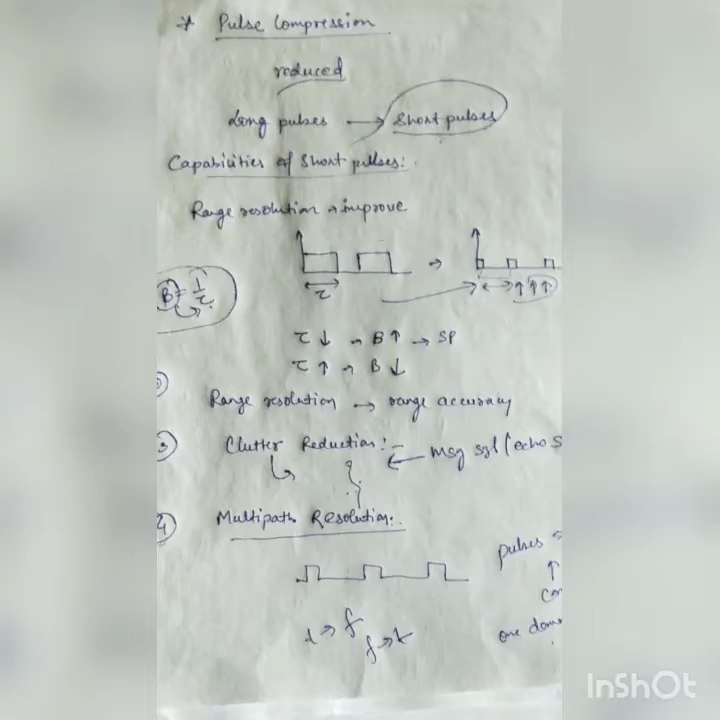 * Pulse Compression
reduced
Long pulses → Short pulses
Capabilities of Short pulses:.
Range resolution → improve
τ
B = 1/τ
↑↑↑
τ ↓ → B ↑ → SP
τ ↑ → B ↓
Range resolution → range accuracy
3) Clutter Reduction:- ← msg sgl (echo s
4) Multipath Resolution:.
pulses
↑
t → f
f → t
one dom
InShOt